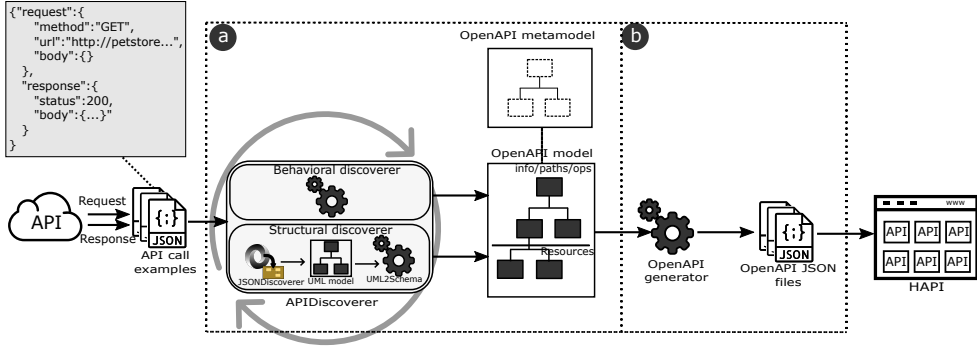 {"request":{
"method":"GET",
"url":"http://petstore...",
"body":{}
},
"response":{
"status":200,
"body":{...}"
}
}
API
Request
Response
{;}
JSON
API call
examples
a
Behavioral discoverer
Structural discoverer
JSONDiscoverer
UML model
UML2Schema
APIDiscoverer
OpenAPI metamodel
OpenAPI model
info/paths/ops
Resources
b
OpenAPI
generator
{;}
JSON
OpenAPI JSON
files
www
API API API
API API API
HAPI